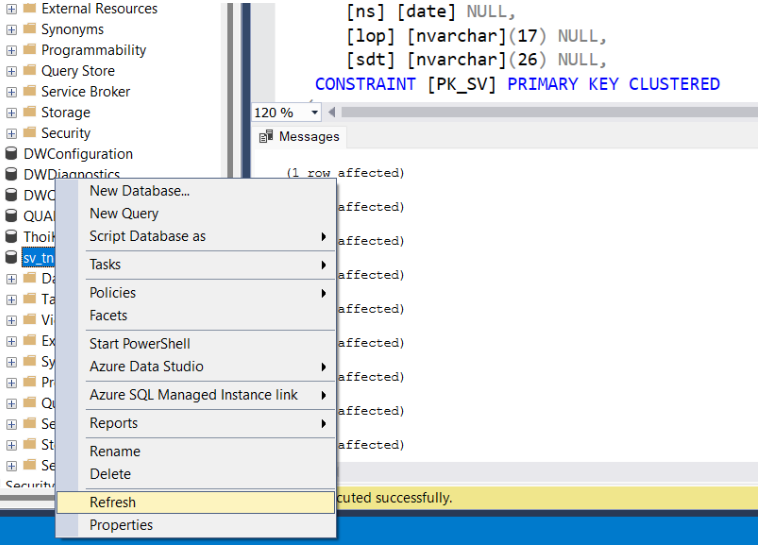 External Resources
Synonyms
Programmability
Query Store
Service Broker
Storage
Security
DWConfiguration
DWDiagnostics
DWC
QUA
Thoi
sv_tn
Da
Ta
Vi
Ex
Sy
Pr
Qu
Se
St
Se
Security
New Database...
New Query
Script Database as
Tasks
Policies
Facets
Start PowerShell
Azure Data Studio
Azure SQL Managed Instance link
Reports
Rename
Delete
Refresh
Properties
[ns] [date] NULL,
[lop] [nvarchar](17) NULL,
[sdt] [nvarchar](26) NULL,
CONSTRAINT [PK_SV] PRIMARY KEY CLUSTERED
120 %
Messages
(1 row affected)
affected)
affected)
affected)
affected)
affected)
affected)
affected)
affected)
cuted successfully.